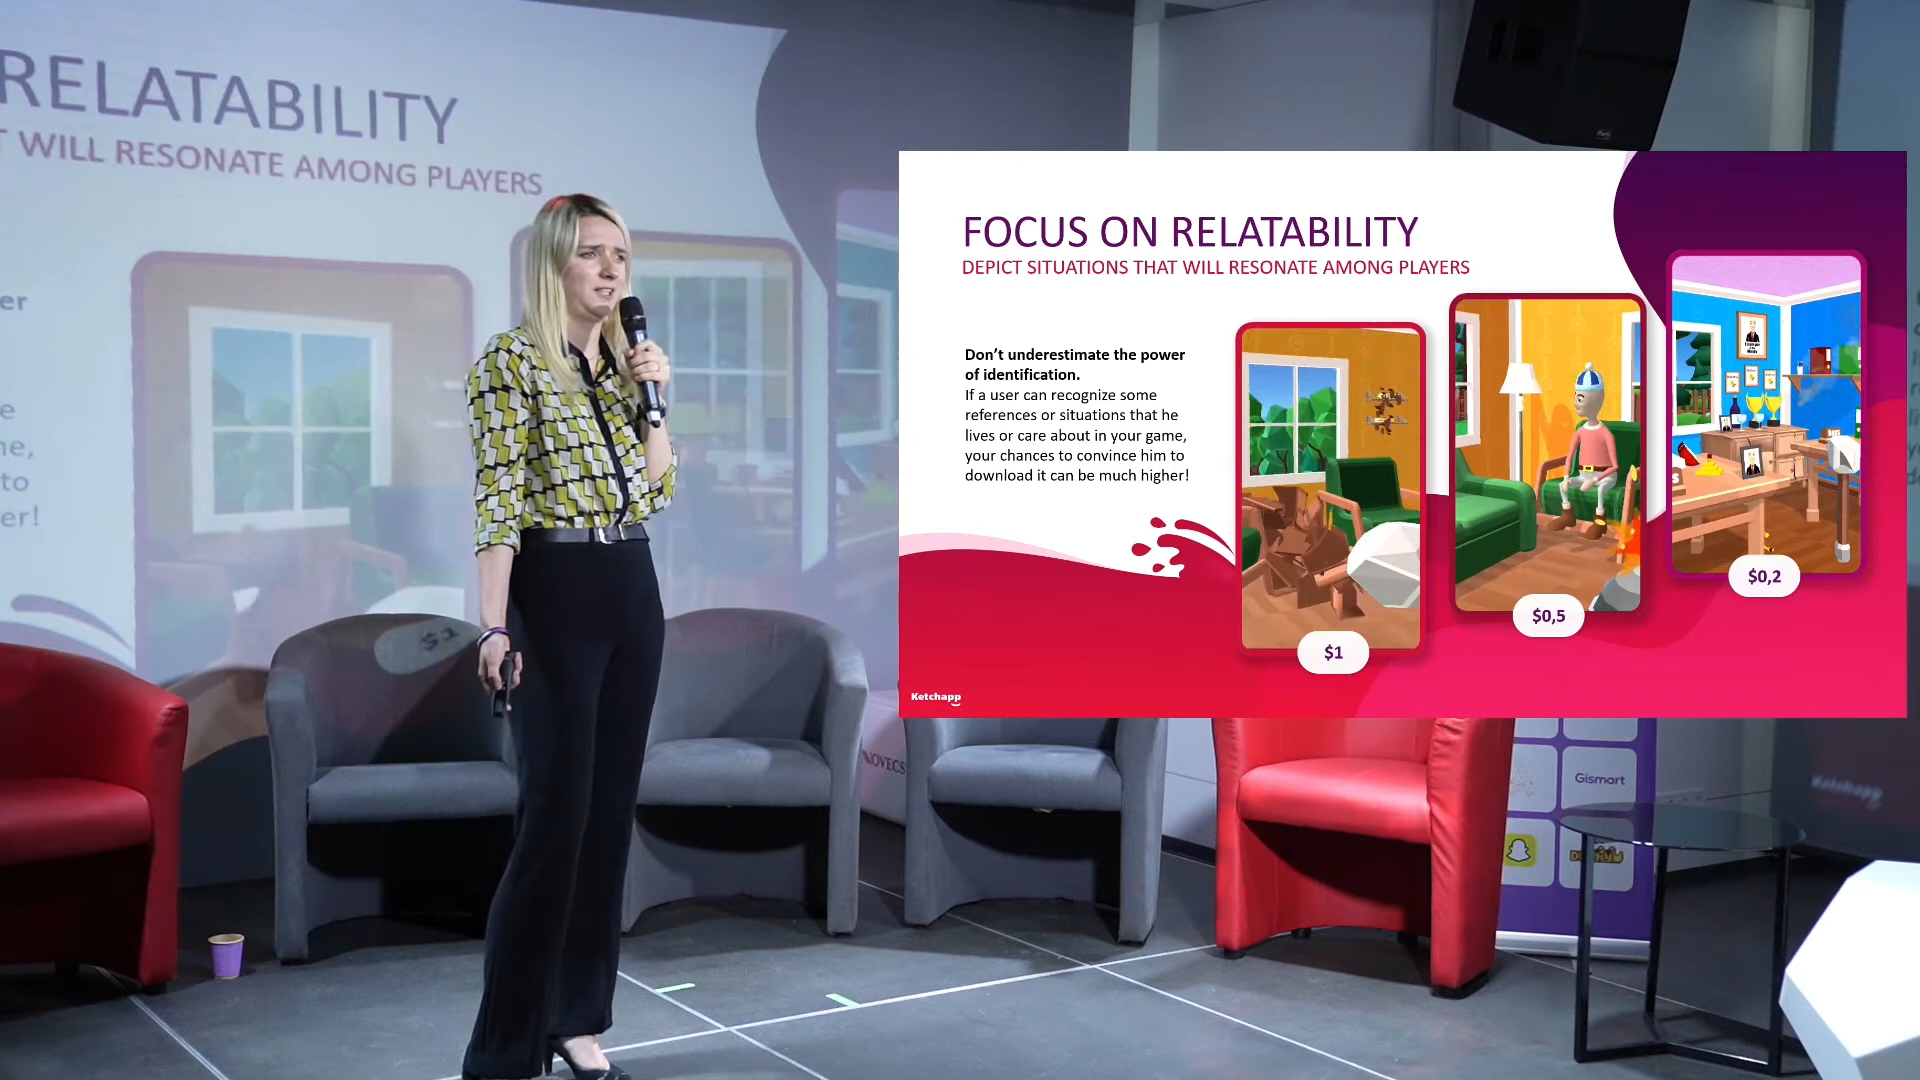 RELATABILITY
T WILL RESONATE AMONG PLAYERS
er
e
ne,
to
er!
$1
FOCUS ON RELATABILITY
DEPICT SITUATIONS THAT WILL RESONATE AMONG PLAYERS
Don’t underestimate the power
of identification.
If a user can recognize some
references or situations that he
lives or care about in your game,
your chances to convince him to
download it can be much higher!
$1
$0,5
$0,2
Ketchapp
OVECS
Gismart
Ketchapp